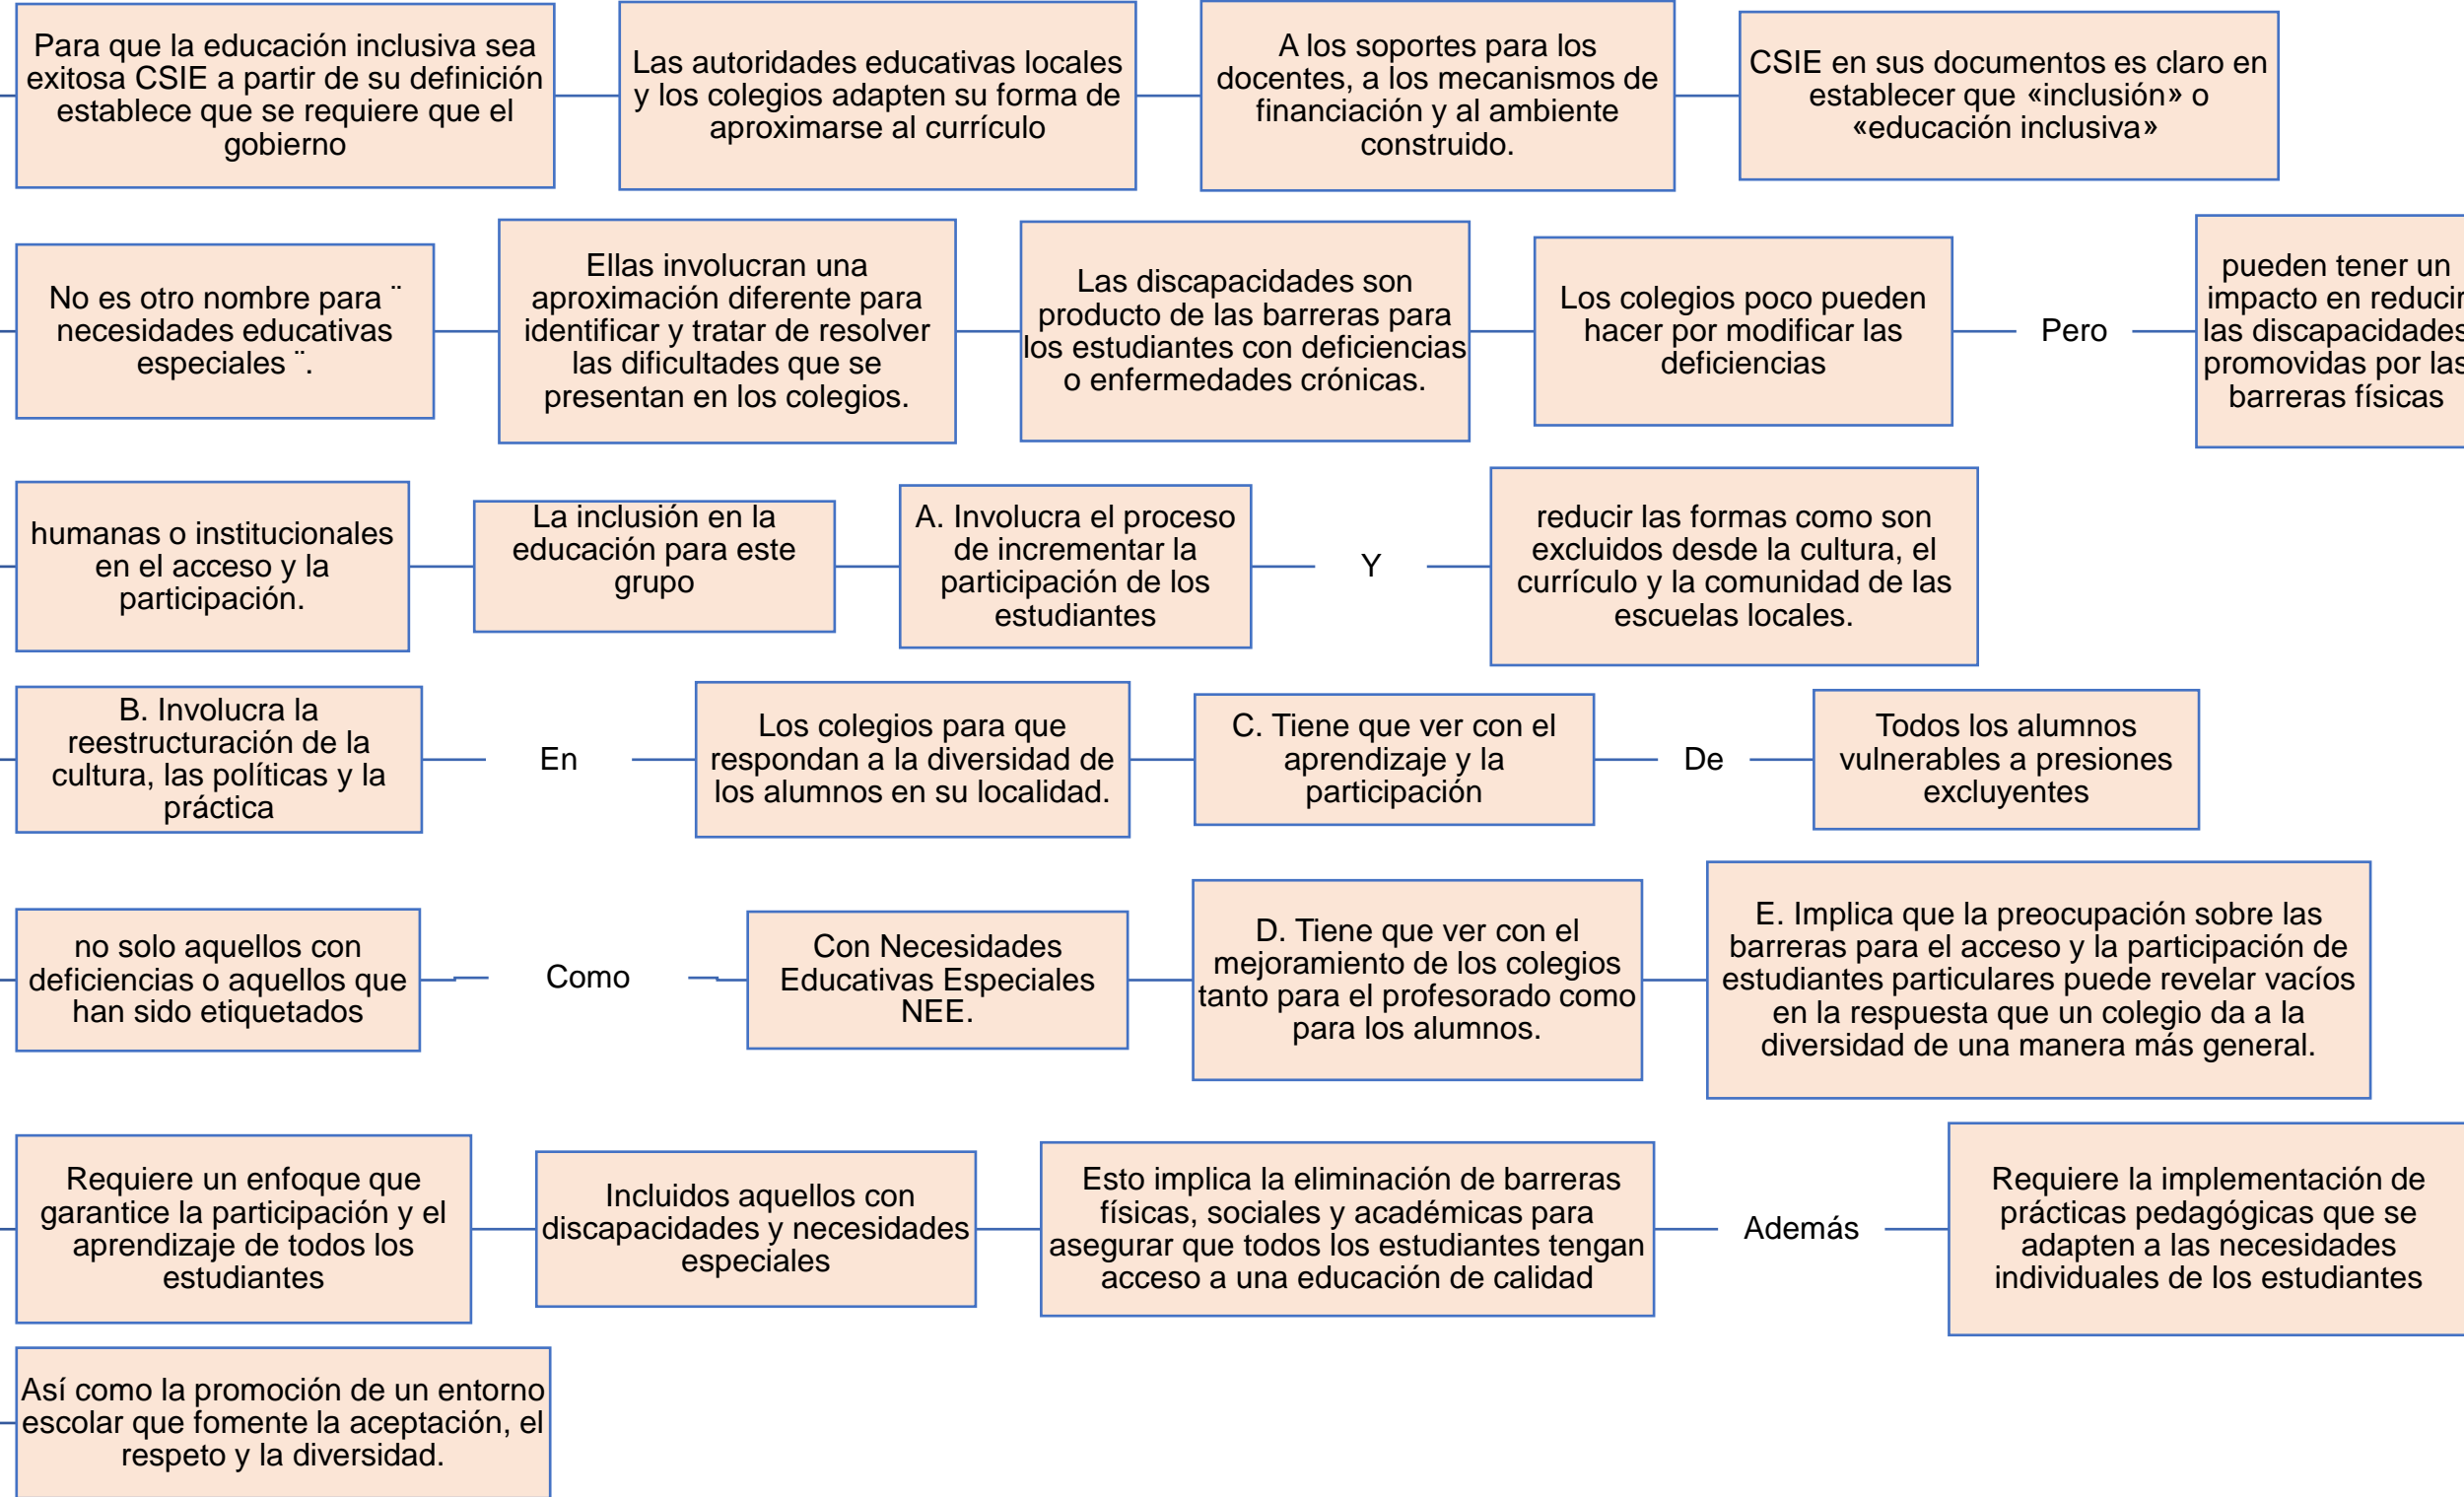 Para que la educación inclusiva sea
exitosa CSIE a partir de su definición
establece que se requiere que el
gobierno
Las autoridades educativas locales
y los colegios adapten su forma de
aproximarse al currículo
A los soportes para los
docentes, a los mecanismos de
financiación y al ambiente
construido.
CSIE en sus documentos es claro en
establecer que «inclusión» o
«educación inclusiva»
No es otro nombre para ¨
necesidades educativas
especiales ¨.
Ellas involucran una
aproximación diferente para
identificar y tratar de resolver
las dificultades que se
presentan en los colegios.
Las discapacidades son
producto de las barreras para
los estudiantes con deficiencias
o enfermedades crónicas.
Los colegios poco pueden
hacer por modificar las
deficiencias
Pero
pueden tener un
impacto en reducir
las discapacidades
promovidas por las
barreras físicas
humanas o institucionales
en el acceso y la
participación.
La inclusión en la
educación para este
grupo
A. Involucra el proceso
de incrementar la
participación de los
estudiantes
Y
reducir las formas como son
excluidos desde la cultura, el
currículo y la comunidad de las
escuelas locales.
B. Involucra la
reestructuración de la
cultura, las políticas y la
práctica
En
Los colegios para que
respondan a la diversidad de
los alumnos en su localidad.
C. Tiene que ver con el
aprendizaje y la
participación
De
Todos los alumnos
vulnerables a presiones
excluyentes
no solo aquellos con
deficiencias o aquellos que
han sido etiquetados
Como
Con Necesidades
Educativas Especiales
NEE.
D. Tiene que ver con el
mejoramiento de los colegios
tanto para el profesorado como
para los alumnos.
E. Implica que la preocupación sobre las
barreras para el acceso y la participación de
estudiantes particulares puede revelar vacíos
en la respuesta que un colegio da a la
diversidad de una manera más general.
Requiere un enfoque que
garantice la participación y el
aprendizaje de todos los
estudiantes
Incluidos aquellos con
discapacidades y necesidades
especiales
Esto implica la eliminación de barreras
físicas, sociales y académicas para
asegurar que todos los estudiantes tengan
acceso a una educación de calidad
Además
Requiere la implementación de
prácticas pedagógicas que se
adapten a las necesidades
individuales de los estudiantes
Así como la promoción de un entorno
escolar que fomente la aceptación, el
respeto y la diversidad.